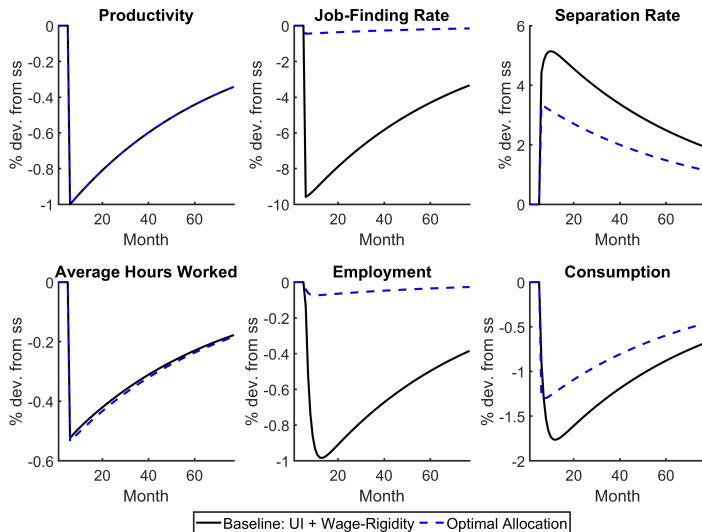 Productivity
Job-Finding Rate
Separation Rate
% dev. from ss
0
-0.2
-0.4
-0.6
-0.8
-1
20 40 60
Month
% dev. from ss
0
-2
-4
-6
-8
-10
20 40 60
Month
% dev. from ss
6
4
2
0
20 40 60
Month
Average Hours Worked
Employment
Consumption
% dev. from ss
0
-0.2
-0.4
-0.6
20 40 60
Month
% dev. from ss
0
-0.2
-0.4
-0.6
-0.8
-1
20 40 60
Month
% dev. from ss
0
-0.5
-1
-1.5
-2
20 40 60
Month
Baseline: UI + Wage-Rigidity Optimal Allocation